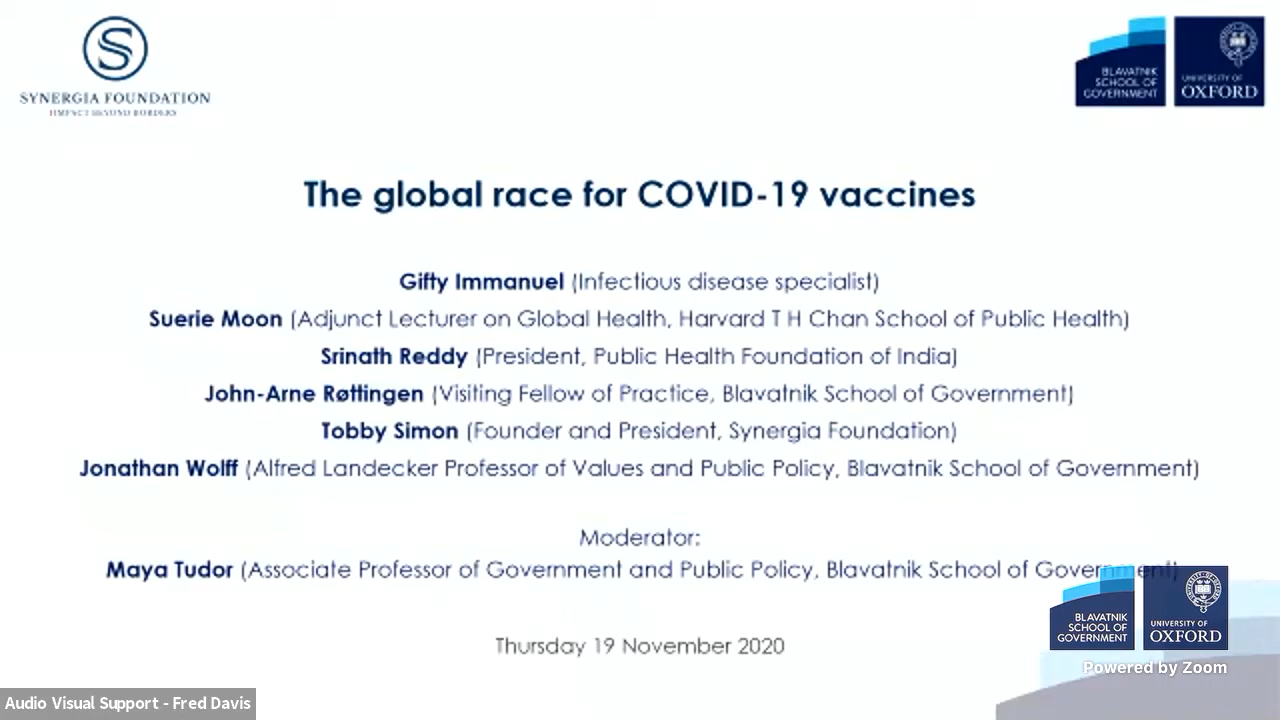 SYNERGIA FOUNDATION
IMPACT BEYOND BORDERS
BLAVATNIK
SCHOOL OF
GOVERNMENT
UNIVERSITY OF
OXFORD
The global race for COVID-19 vaccines
Gifty Immanuel (Infectious disease specialist)
Suerie Moon (Adjunct Lecturer on Global Health, Harvard T H Chan School of Public Health)
Srinath Reddy (President, Public Health Foundation of India)
John-Arne Røttingen (Visiting Fellow of Practice, Blavatnik School of Government)
Tobby Simon (Founder and President, Synergia Foundation)
Jonathan Wolff (Alfred Landecker Professor of Values and Public Policy, Blavatnik School of Government)
Moderator:
Maya Tudor (Associate Professor of Government and Public Policy, Blavatnik School of Government)
BLAVATNIK
SCHOOL OF
GOVERNMENT
UNIVERSITY OF
OXFORD
Thursday 19 November 2020
Powered by Zoom
Audio Visual Support - Fred Davis